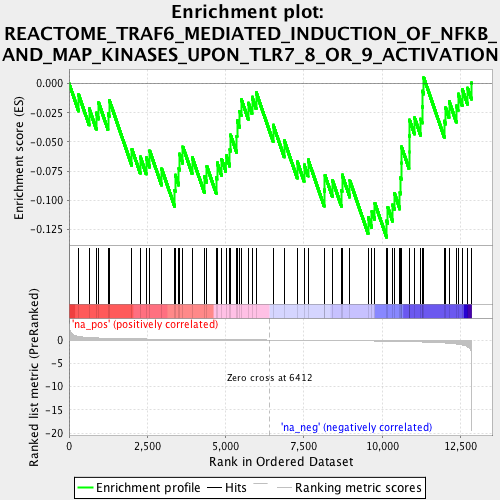 Enrichment plot:
REACTOME_TRAF6_MEDIATED_INDUCTION_OF_NFKB_
AND_MAP_KINASES_UPON_TLR7_8_OR_9_ACTIVATION
Enrichment score (ES)
0.000
-0.025
-0.050
-0.075
-0.100
-0.125
'na_pos' (positively correlated)
Ranked list metric (PreRanked)
0
-5
-10
-15
-20
Zero cross at 6412
'na_neg' (negatively correlated)
0
2,500
5,000
7,500
10,000
12,500
Rank in Ordered Dataset
Enrichment profile
Hits
Ranking metric scores